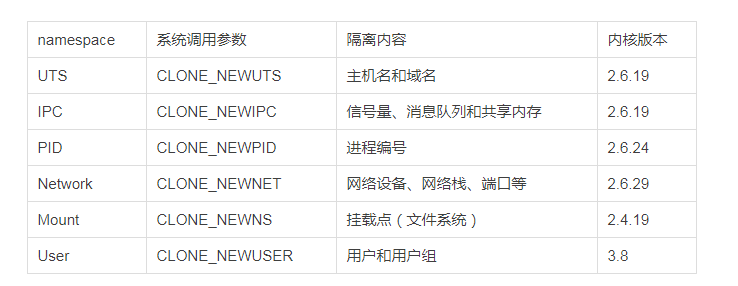 namespace 系统调用参数 隔离内容 内核版本
UTS CLONE_NEWUTS 主机名和域名 2.6.19
IPC CLONE_NEWIPC 信号量、消息队列和共享内存 2.6.19
PID CLONE_NEWPID 进程编号 2.6.24
Network CLONE_NEWNET 网络设备、网络栈、端口等 2.6.29
Mount CLONE_NEWNS 挂载点（文件系统） 2.4.19
User CLONE_NEWUSER 用户和用户组 3.8